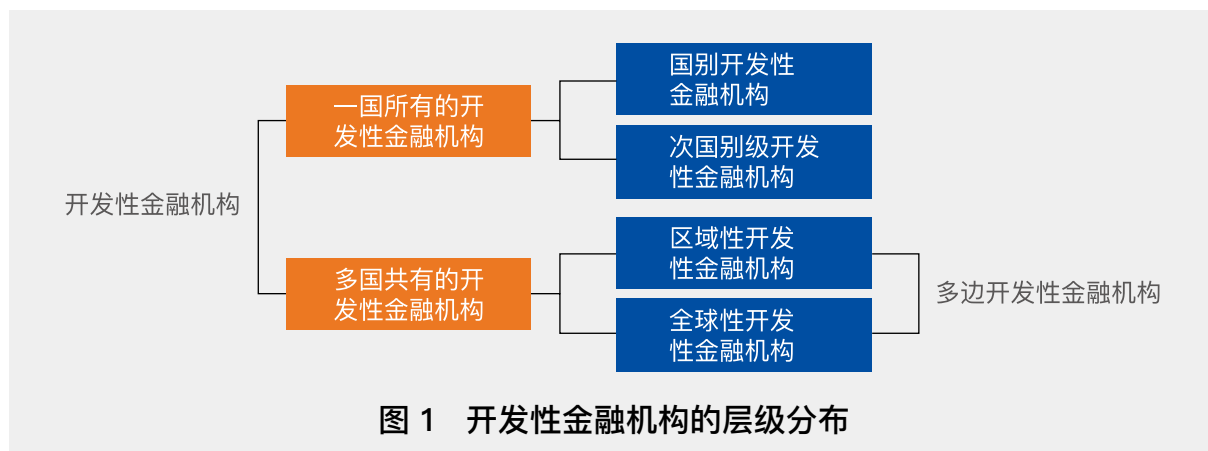 开发性金融机构
一国所有的开
发性金融机构
多国共有的开
发性金融机构
国别开发性
金融机构
次国别级开发
性金融机构
区域性开发
性金融机构
全球性开发
性金融机构
多边开发性金融机构
图 1 开发性金融机构的层级分布